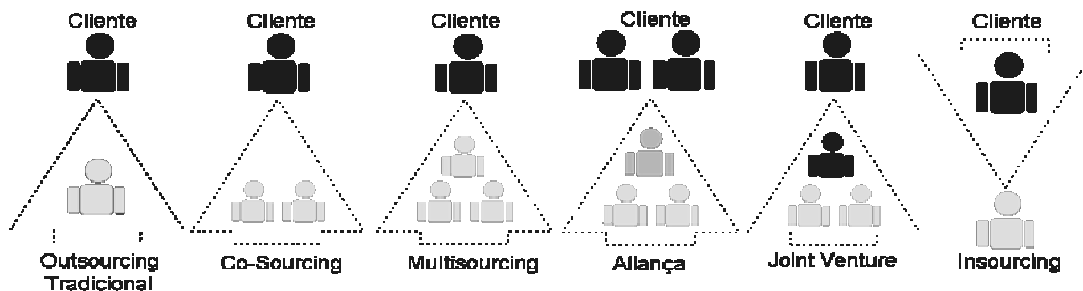 Cliente Cliente Cliente Cliente Cliente Cliente
Outsourcing Tradicional
Co-Sourcing
Multisourcing
Aliança
Joint Venture
Insourcing